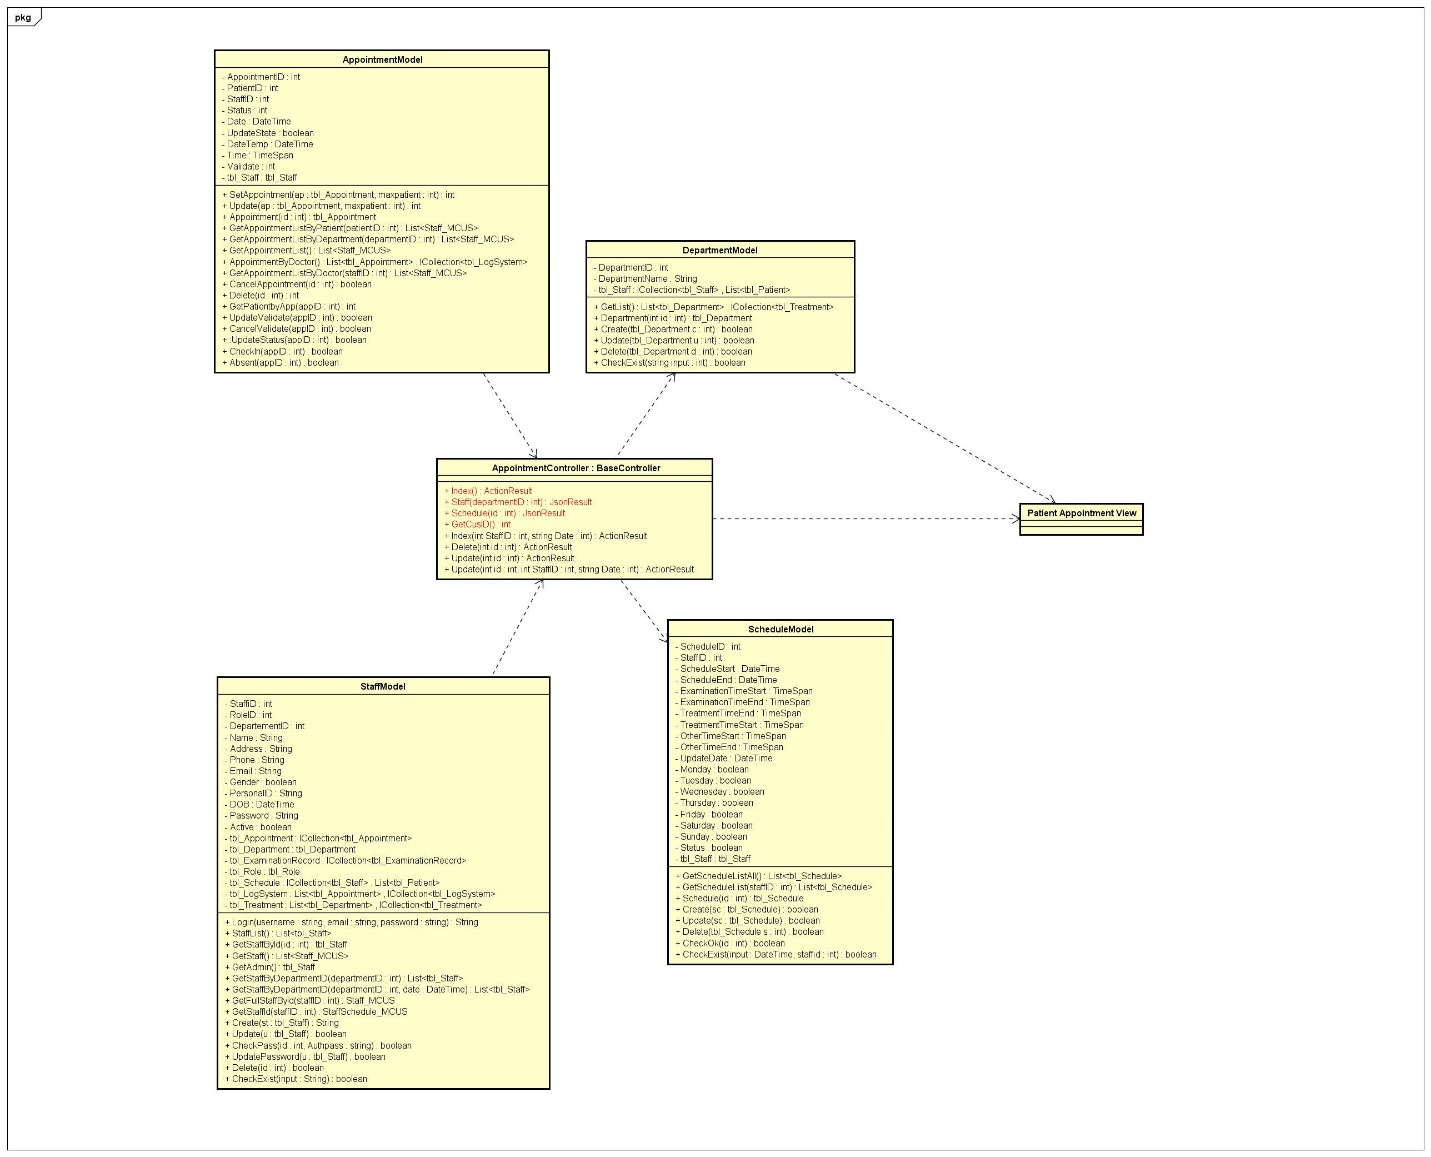 pkg
AppointmentModel
- AppointmentID : int
- PatientID : int
- StaffID : int
- Status : int
- Date : DateTime
- UpdateState : boolean
- DateTemp : DateTime
- Time : TimeSpan
- Validate : int
- tbl_Staff : tbl_Staff
+ SetAppointment(ap : tbl_Appointment, maxpatient : int) : int
+ Update(ap : tbl_Appointment, maxpatient : int) : int
+ Appointment(id : int) : tbl_Appointment
+ GetAppointmentListByPatient(patientID : int) : List<Staff_MCUS>
+ GetAppointmentListByDepartment(departmentID : int) : List<Staff_MCUS>
+ GetAppointmentList() : List<Staff_MCUS>
+ AppointmentByDoctor() : List<tbl_Appointment> , ICollection<tbl_LogSystem>
+ GetAppointmentListByDoctor(staffID : int) : List<Staff_MCUS>
+ CancelAppointment(id : int) : boolean
+ Delete(id : int) : int
+ GetPatientbyApp(appID : int) : int
+ UpdateValidate(appID : int) : boolean
+ CancelValidate(appID : int) : boolean
+ :UpdateStatus(appID : int) : boolean
+ CheckIn(appID : int) : boolean
+ Absent(appID : int) : boolean
DepartmentModel
- DepartmentID : int
- DepartmentName : String
- tbl_Staff : ICollection<tbl_Staff> , List<tbl_Patient>
+ GetList() : List<tbl_Department> , ICollection<tbl_Treatment>
+ Department(int id : int) : tbl_Department
+ Create(tbl_Department c : int) : boolean
+ Update(tbl_Department u : int) : boolean
+ Delete(tbl_Department d : int) : boolean
+ CheckExist(string input : int) : boolean
AppointmentController : BaseController
+ Index() : ActionResult
+ Staff(departmentID : int) : JsonResult
+ Schedule(id : int) : JsonResult
+ GetCusID() : int
+ Index(int StaffID : int, string Date : int) : ActionResult
+ Delete(int id : int) : ActionResult
+ Update(int id : int) : ActionResult
+ Update(int id : int, int StaffID : int, string Date : int) : ActionResult
Patient Appointment View
ScheduleModel
- ScheduleID : int
- StaffID : int
- ScheduleStart : DateTime
- ScheduleEnd : DateTime
- ExaminationTimeStart : TimeSpan
- ExaminationTimeEnd : TimeSpan
- TreatmentTimeEnd : TimeSpan
- TreatmentTimeStart : TimeSpan
- OtherTimeStart : TimeSpan
- OtherTimeEnd : TimeSpan
- UpdateDate : DateTime
- Monday : boolean
- Tuesday : boolean
- Wednesday : boolean
- Thursday : boolean
- Friday : boolean
- Saturday : boolean
- Sunday : boolean
- Status : boolean
- tbl_Staff : tbl_Staff
+ GetScheduleListAll() : List<tbl_Schedule>
+ GetScheduleList(staffID : int) : List<tbl_Schedule>
+ Schedule(id : int) : tbl_Schedule
+ Create(sc : tbl_Schedule) : boolean
+ Update(sc : tbl_Schedule) : boolean
+ Delete(tbl_Schedule s : int) : boolean
+ CheckOk(id : int) : boolean
+ CheckExist(input : DateTime, staffid : int) : boolean
StaffModel
- StaffiD : int
- RoleID : int
- DepartementID : int
- Name : String
- Address : String
- Phone : String
- Email : String
- Gender : boolean
- PersonalID : String
- DOB : DateTime
- Password : String
- Active : boolean
- tbl_Appointment : ICollection<tbl_Appointment>
- tbl_Department : tbl_Department
- tbl_ExaminationRecord : ICollection<tbl_ExaminationRecord>
- tbl_Role : tbl_Role
- tbl_Schedule : ICollection<tbl_Staff> , List<tbl_Patient>
- tbl_LogSystem : List<tbl_Appointment> , ICollection<tbl_LogSystem>
- tbl_Treatment : List<tbl_Department> , ICollection<tbl_Treatment>
+ Login(username : string, email : string, password : string) : String
+ StaffList() : List<tbl_Staff>
+ GetStaffById(id : int) : tbl_Staff
+ GetStaff() : List<Staff_MCUS>
+ GetAdmin() : tbl_Staff
+ GetStaffByDepartmentID(departmentID : int) : List<tbl_Staff>
+ GetStaffByDepartmentID(departmentID : int, date : DateTime) : List<tbl_Staff>
+ GetFullStaffById(staffID : int) : Staff_MCUS
+ GetStaffId(staffID : int) : StaffSchedule_MCUS
+ Create(st : tbl_Staff) : String
+ Update(u : tbl_Staff) : boolean
+ CheckPass(id : int, Authpass : string) : boolean
+ UpdatePassword(u : tbl_Staff) : boolean
+ Delete(id : int) : boolean
+ CheckExist(input : String) : boolean